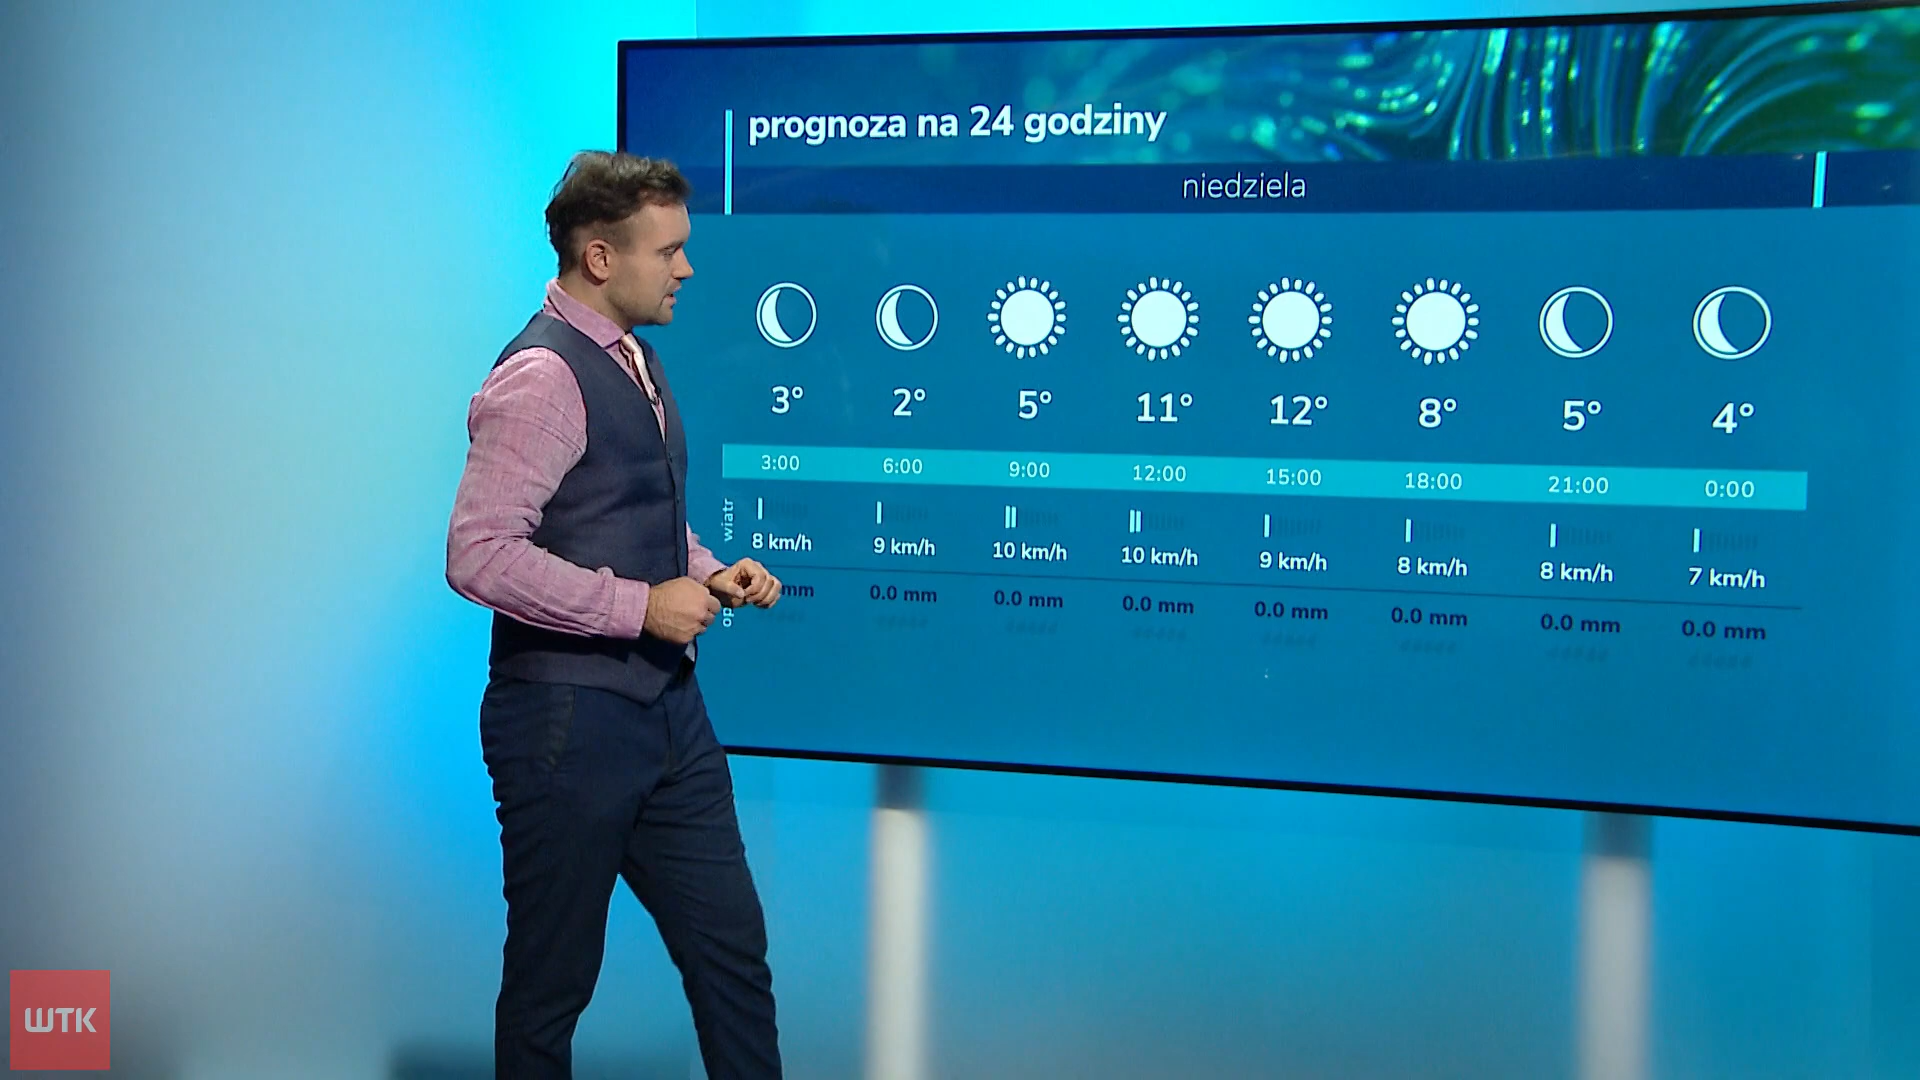 prognoza na 24 godziny
niedziela
3° 2° 5° 11° 12° 8° 5° 4°
3:00 6:00 9:00 12:00 15:00 18:00 21:00 0:00
wiatr
8 km/h 9 km/h 10 km/h 10 km/h 9 km/h 8 km/h 8 km/h 7 km/h
mm 0.0 mm 0.0 mm 0.0 mm 0.0 mm 0.0 mm 0.0 mm 0.0 mm
op
WTK